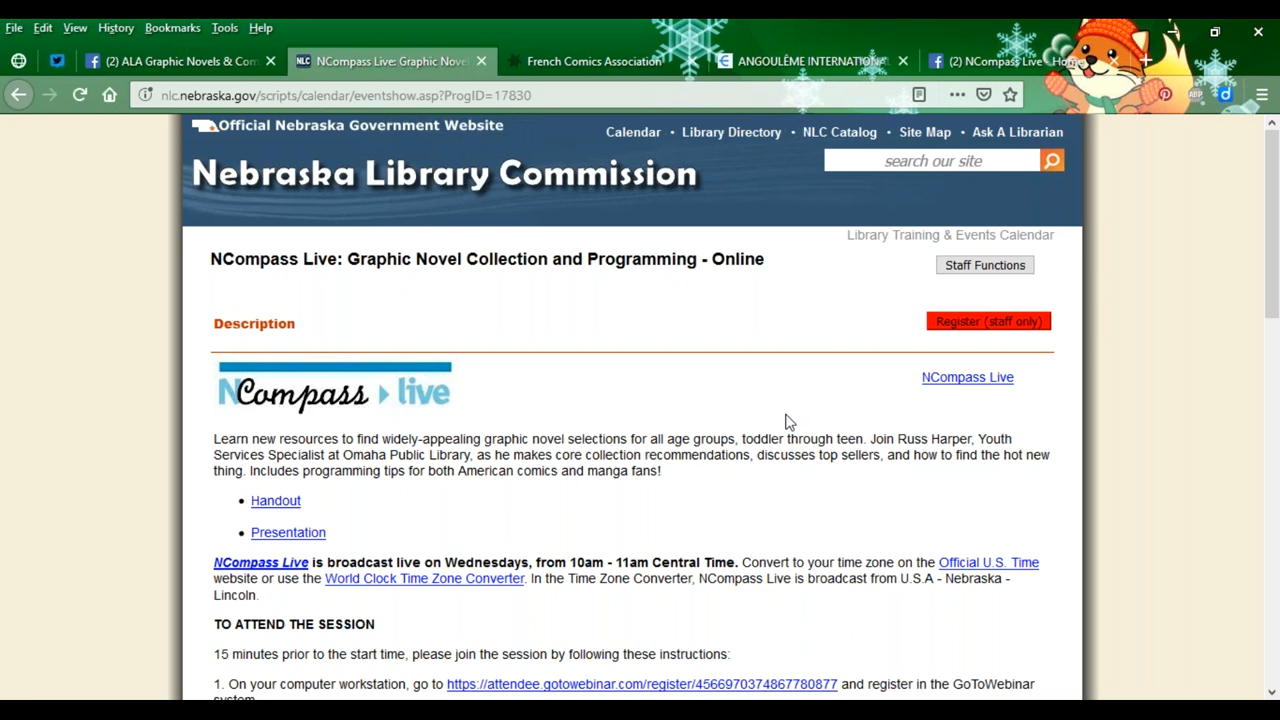 File Edit View History Bookmarks Tools Help
(2) ALA Graphic Novels & Com
NLC NCompass Live: Graphic Nove
French Comics Association
ANGOULÊME INTERNATIONAL
(2) NCompass Live - Home
nlc.nebraska.gov/scripts/calendar/eventshow.asp?ProgID=17830
ABP
Official Nebraska Government Website
Calendar • Library Directory • NLC Catalog • Site Map • Ask A Librarian
Nebraska Library Commission
search our site
Library Training & Events Calendar
NCompass Live: Graphic Novel Collection and Programming - Online
Staff Functions
Description
Register (staff only)
NCompass live
NCompass Live
Learn new resources to find widely-appealing graphic novel selections for all age groups, toddler through teen. Join Russ Harper, Youth
Services Specialist at Omaha Public Library, as he makes core collection recommendations, discusses top sellers, and how to find the hot new
thing. Includes programming tips for both American comics and manga fans!
• Handout
• Presentation
NCompass Live is broadcast live on Wednesdays, from 10am - 11am Central Time. Convert to your time zone on the Official U.S. Time
website or use the World Clock Time Zone Converter. In the Time Zone Converter, NCompass Live is broadcast from U.S.A - Nebraska -
Lincoln.
TO ATTEND THE SESSION
15 minutes prior to the start time, please join the session by following these instructions:
1. On your computer workstation, go to https://attendee.gotowebinar.com/register/4566970374867780877 and register in the GoToWebinar
system.